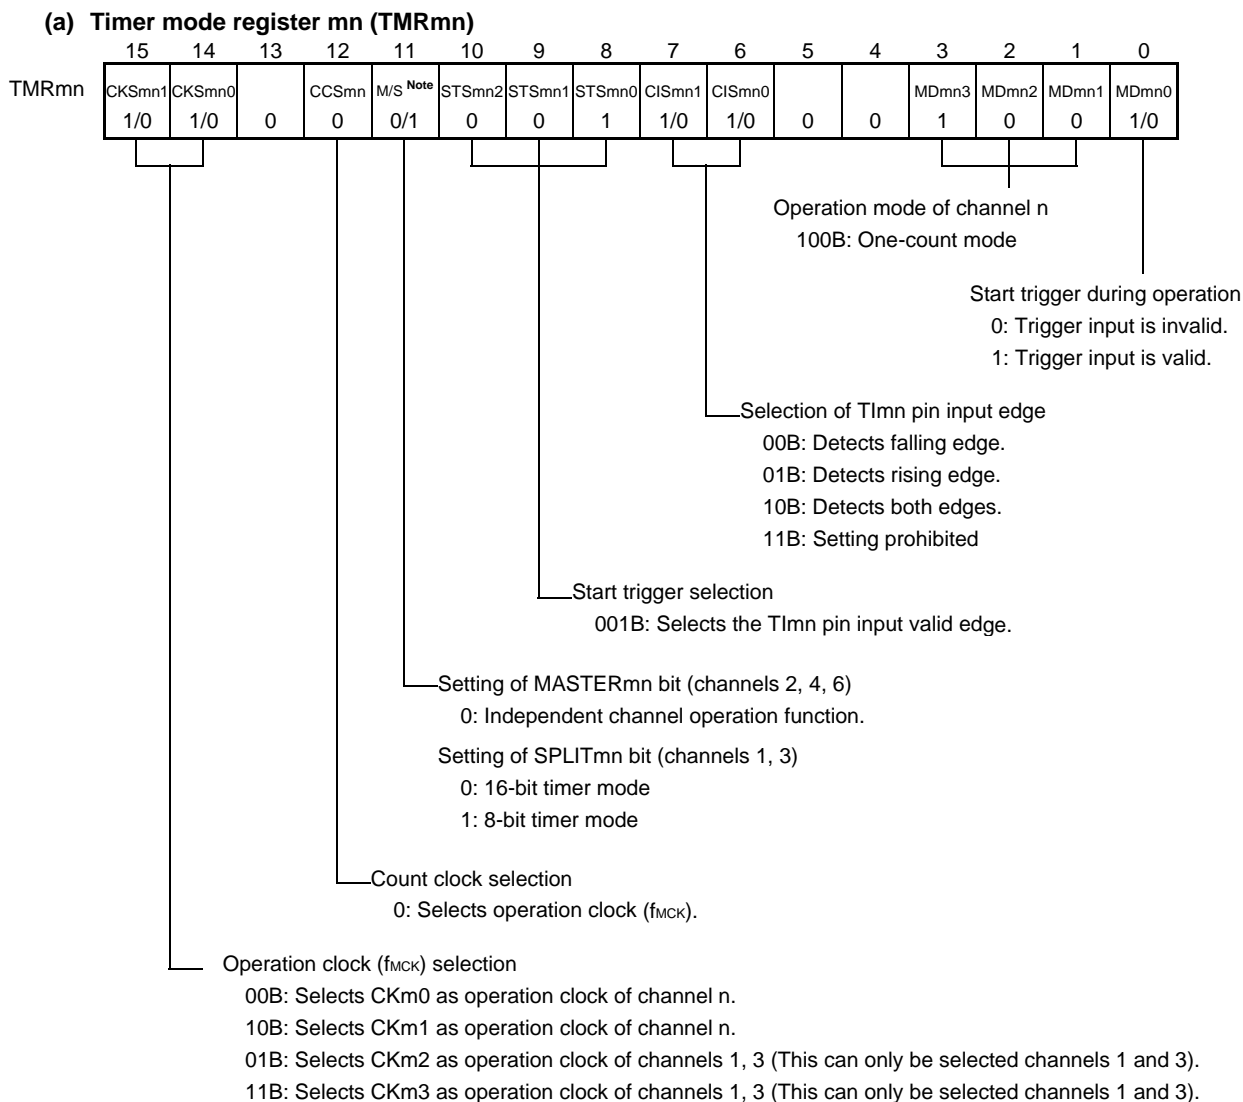 (a) Timer mode register mn (TMRmn)
15 14 13 12 11 10 9 8 7 6 5 4 3 2 1 0
TMRmn CKSmn1 CKSmn0 CCSmn M/S Note STSmn2 STSmn1 STSmn0 CISmn1 CISmn0 MDmn3 MDmn2 MDmn1 MDmn0
1/0 1/0 0 0 0/1 0 0 1 1/0 1/0 0 0 1 0 0 1/0
Operation mode of channel n
100B: One-count mode
Start trigger during operation
0: Trigger input is invalid.
1: Trigger input is valid.
Selection of TImn pin input edge
00B: Detects falling edge.
01B: Detects rising edge.
10B: Detects both edges.
11B: Setting prohibited
Start trigger selection
001B: Selects the TImn pin input valid edge.
Setting of MASTERmn bit (channels 2, 4, 6)
0: Independent channel operation function.
Setting of SPLITmn bit (channels 1, 3)
0: 16-bit timer mode
1: 8-bit timer mode
Count clock selection
0: Selects operation clock (fMCK).
Operation clock (fMCK) selection
00B: Selects CKm0 as operation clock of channel n.
10B: Selects CKm1 as operation clock of channel n.
01B: Selects CKm2 as operation clock of channels 1, 3 (This can only be selected channels 1 and 3).
11B: Selects CKm3 as operation clock of channels 1, 3 (This can only be selected channels 1 and 3).